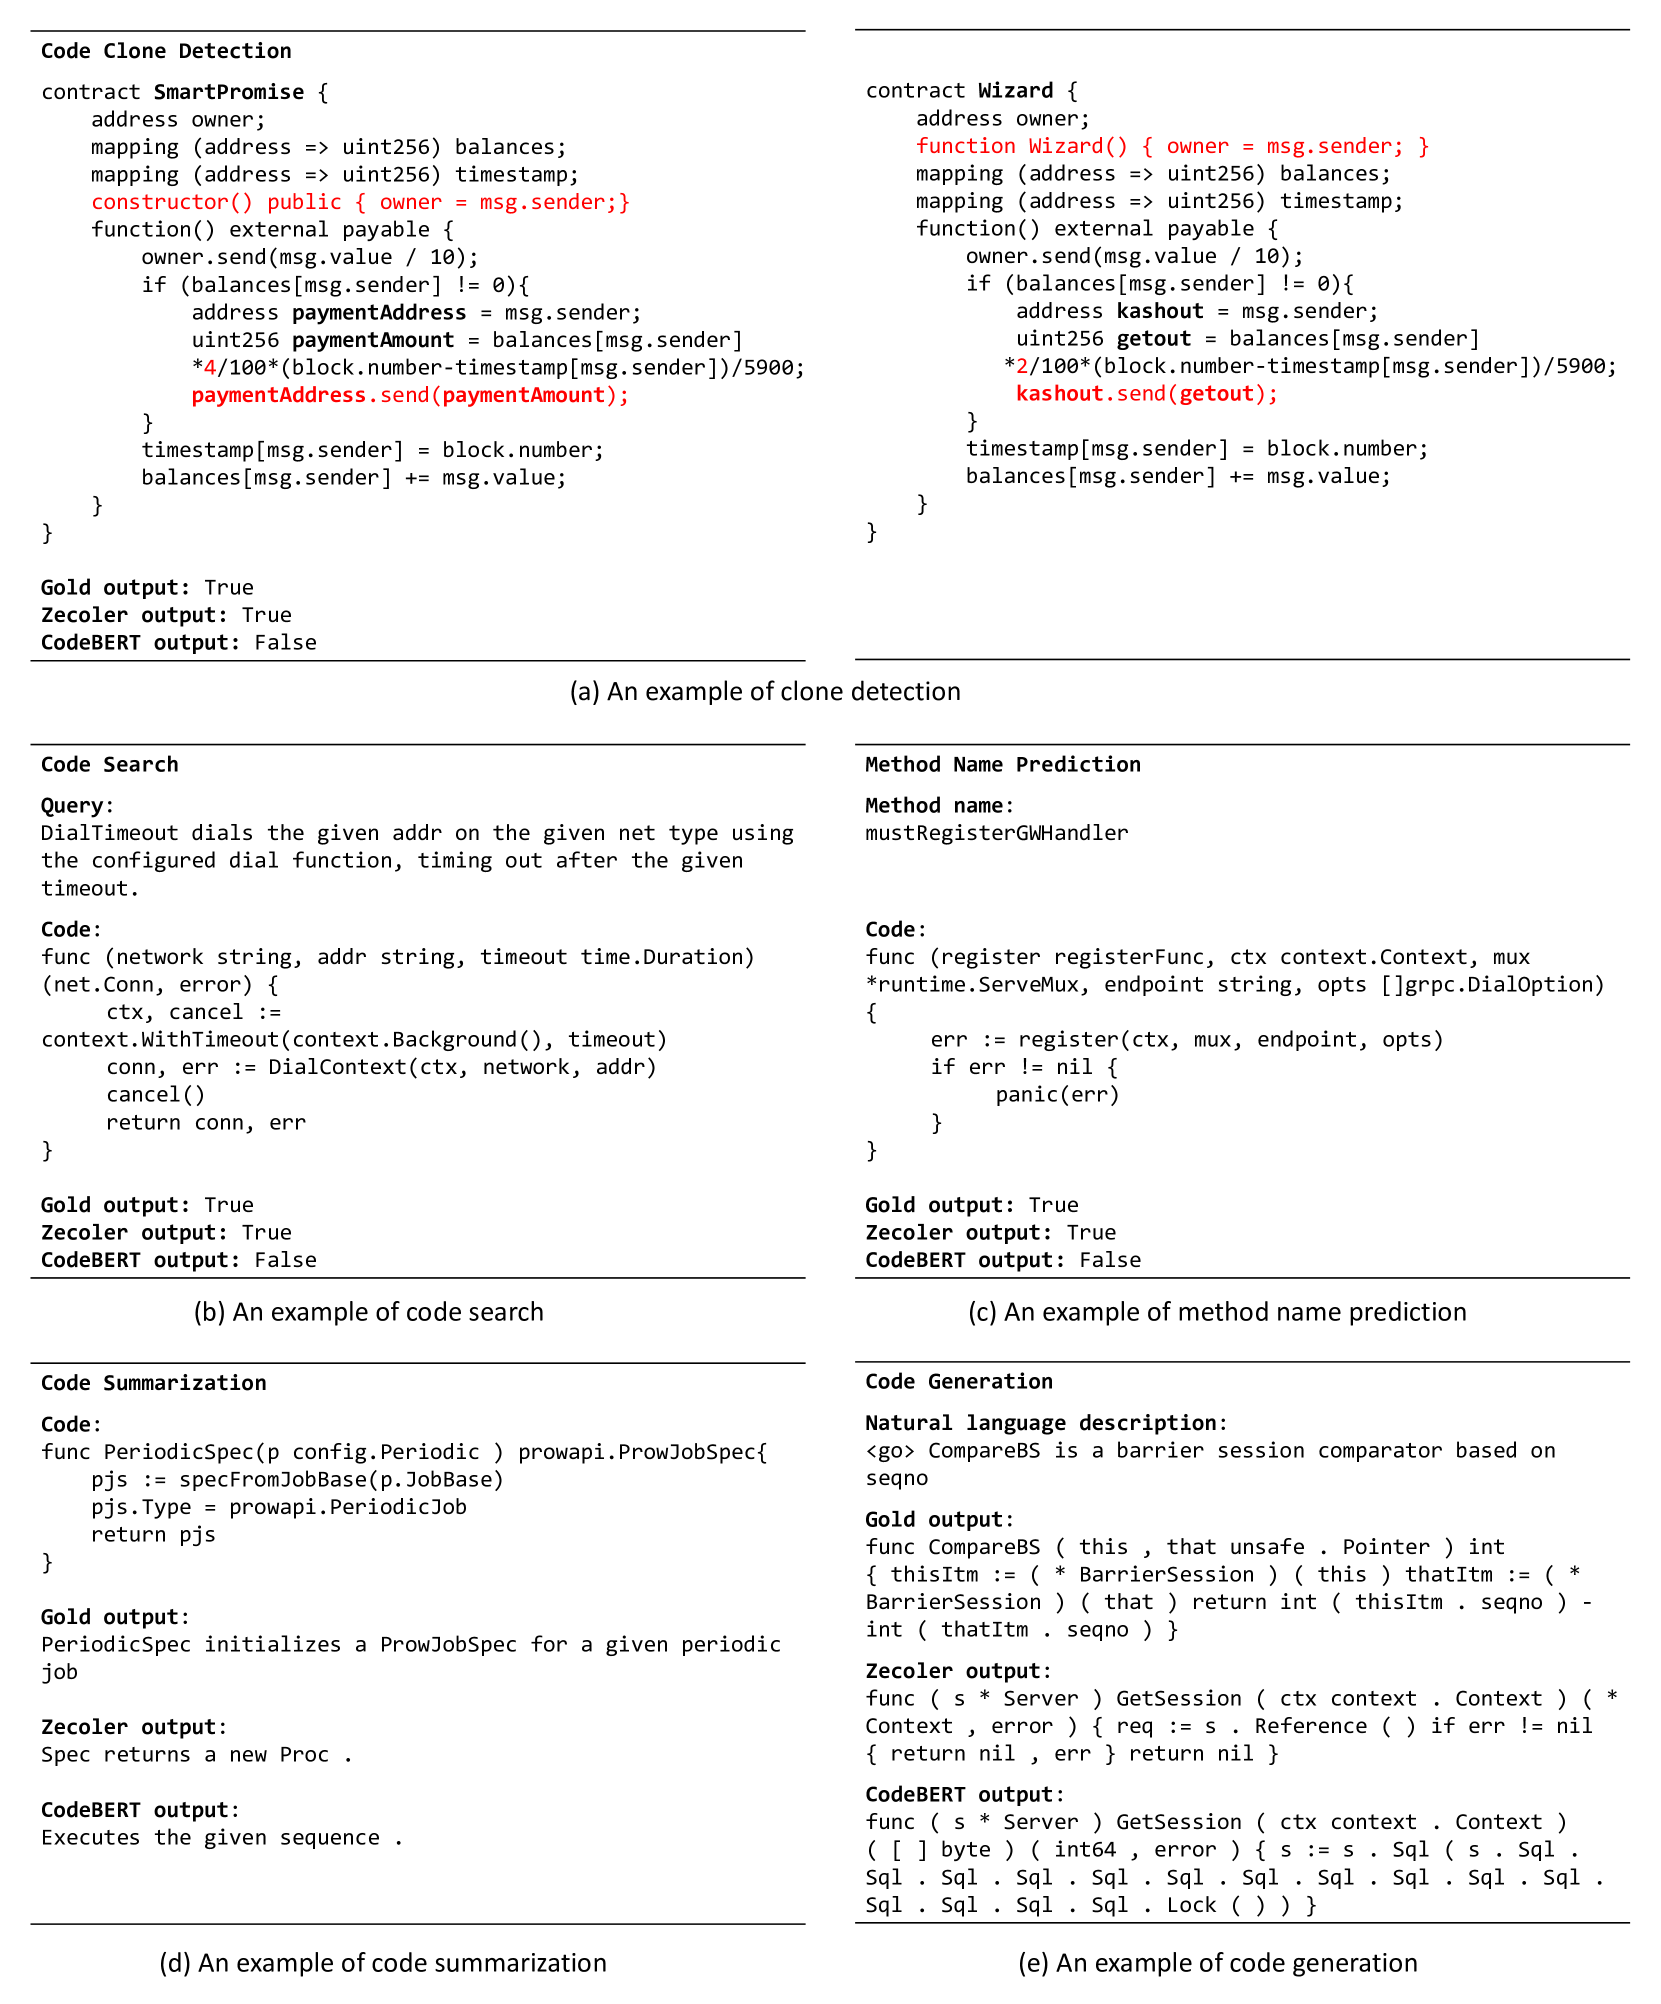 Code Clone Detection
contract SmartPromise {
    address owner;
    mapping (address => uint256) balances;
    mapping (address => uint256) timestamp;
    constructor() public { owner = msg.sender;}
    function() external payable {
        owner.send(msg.value / 10);
        if (balances[msg.sender] != 0){
            address paymentAddress = msg.sender;
            uint256 paymentAmount = balances[msg.sender]
            *4/100*(block.number-timestamp[msg.sender])/5900;
            paymentAddress.send(paymentAmount);
        }
        timestamp[msg.sender] = block.number;
        balances[msg.sender] += msg.value;
    }
}
Gold output: True
Zecoler output: True
CodeBERT output: False
contract Wizard {
    address owner;
    function Wizard() { owner = msg.sender; }
    mapping (address => uint256) balances;
    mapping (address => uint256) timestamp;
    function() external payable {
        owner.send(msg.value / 10);
        if (balances[msg.sender] != 0){
            address kashout = msg.sender;
            uint256 getout = balances[msg.sender]
           *2/100*(block.number-timestamp[msg.sender])/5900;
            kashout.send(getout);
        }
        timestamp[msg.sender] = block.number;
        balances[msg.sender] += msg.value;
    }
}
(a) An example of clone detection
Code Search
Query:
DialTimeout dials the given addr on the given net type using
the configured dial function, timing out after the given
timeout.
Code:
func (network string, addr string, timeout time.Duration)
(net.Conn, error) {
     ctx, cancel :=
context.WithTimeout(context.Background(), timeout)
     conn, err := DialContext(ctx, network, addr)
     cancel()
     return conn, err
}
Gold output: True
Zecoler output: True
CodeBERT output: False
(b) An example of code search
Method Name Prediction
Method name:
mustRegisterGWHandler
Code:
func (register registerFunc, ctx context.Context, mux
*runtime.ServeMux, endpoint string, opts []grpc.DialOption)
{
     err := register(ctx, mux, endpoint, opts)
     if err != nil {
          panic(err)
     }
}
Gold output: True
Zecoler output: True
CodeBERT output: False
(c) An example of method name prediction
Code Summarization
Code:
func PeriodicSpec(p config.Periodic ) prowapi.ProwJobSpec{
    pjs := specFromJobBase(p.JobBase)
    pjs.Type = prowapi.PeriodicJob
    return pjs
}
Gold output:
PeriodicSpec initializes a ProwJobSpec for a given periodic
job
Zecoler output:
Spec returns a new Proc .
CodeBERT output:
Executes the given sequence .
(d) An example of code summarization
Code Generation
Natural language description:
<go> CompareBS is a barrier session comparator based on
seqno
Gold output:
func CompareBS ( this , that unsafe . Pointer ) int
{ thisItm := ( * BarrierSession ) ( this ) thatItm := ( *
BarrierSession ) ( that ) return int ( thisItm . seqno ) -
int ( thatItm . seqno ) }
Zecoler output:
func ( s * Server ) GetSession ( ctx context . Context ) ( *
Context , error ) { req := s . Reference ( ) if err != nil
{ return nil , err } return nil }
CodeBERT output:
func ( s * Server ) GetSession ( ctx context . Context )
( [ ] byte ) ( int64 , error ) { s := s . Sql ( s . Sql .
Sql . Sql . Sql . Sql . Sql . Sql . Sql . Sql . Sql . Sql .
Sql . Sql . Sql . Sql . Lock ( ) ) }
(e) An example of code generation